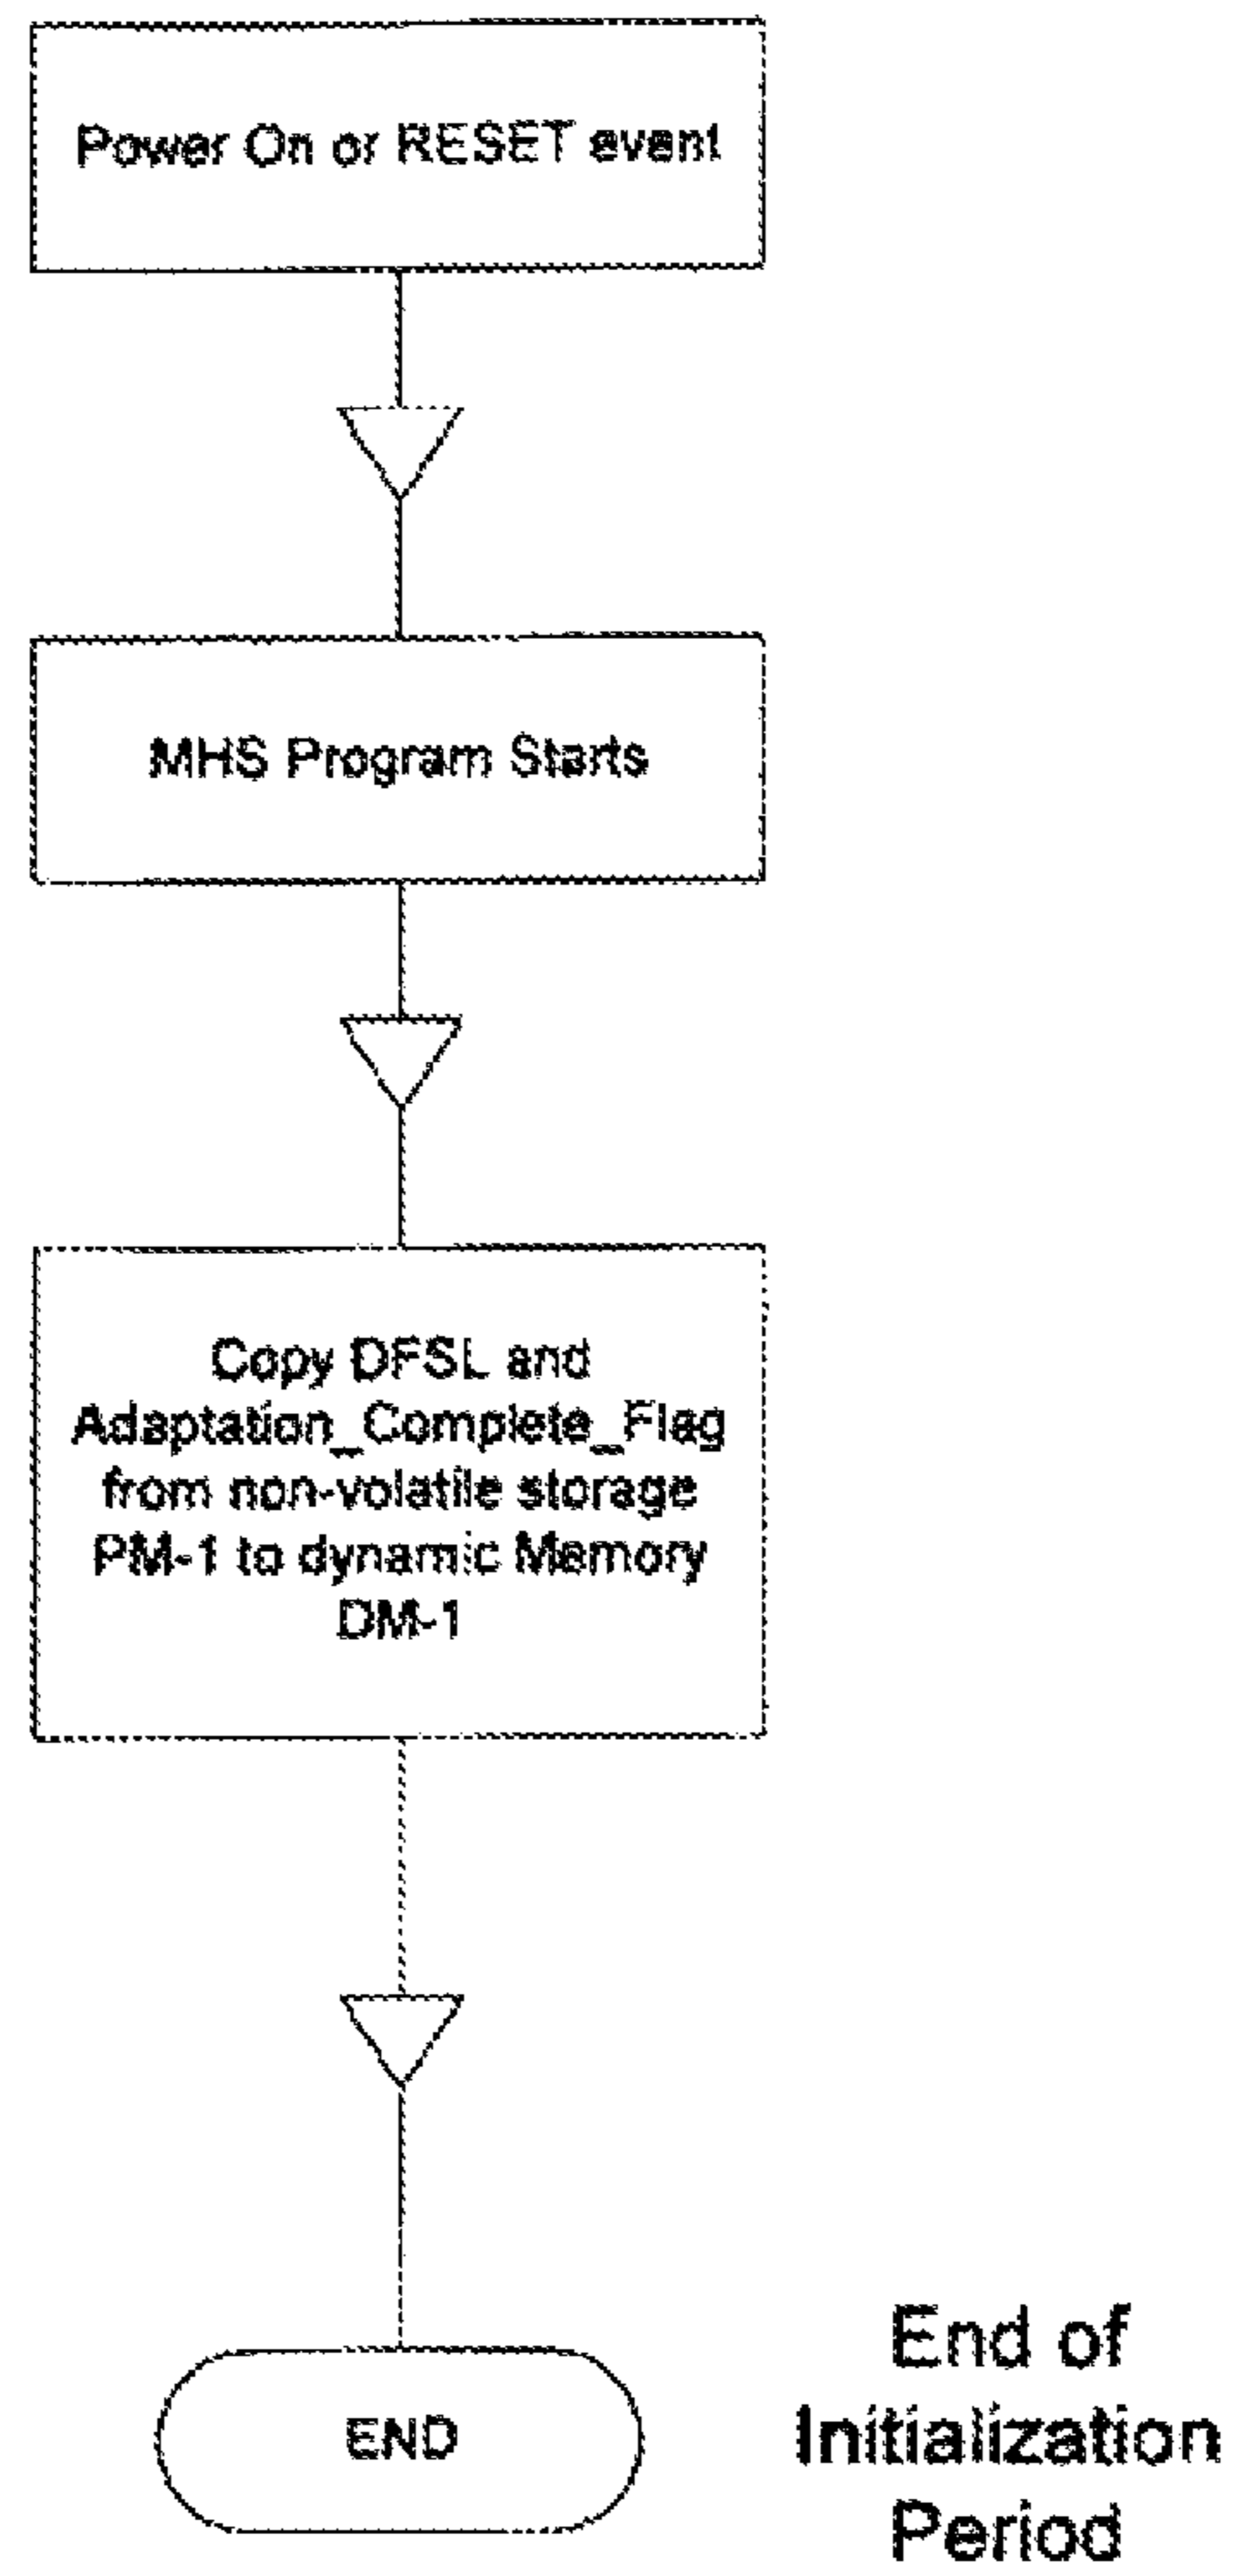 Power On or RESET event
MHS Program Starts
Copy DFSL and
Adaptation_Complete_Flag
from non-volatile storage
PM-1 to dynamic Memory
DM-1
END
End of
Initialization
Period